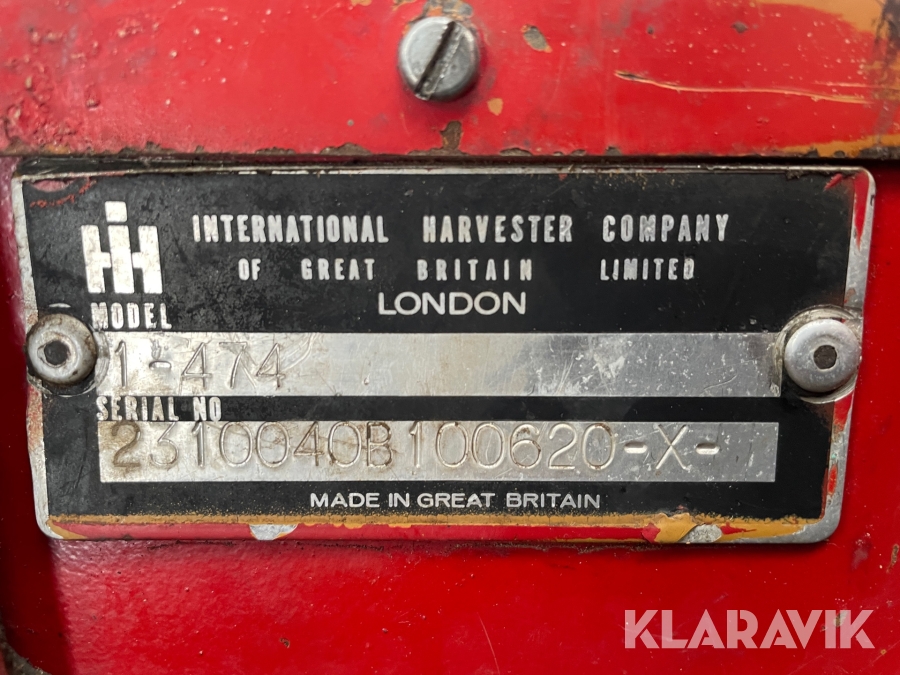 IH
INTERNATIONAL HARVESTER COMPANY
OF GREAT BRITAIN LIMITED
LONDON
MODEL
1-474
SERIAL NO
2310040B100620-X-
MADE IN GREAT BRITAIN
KLARAVIK